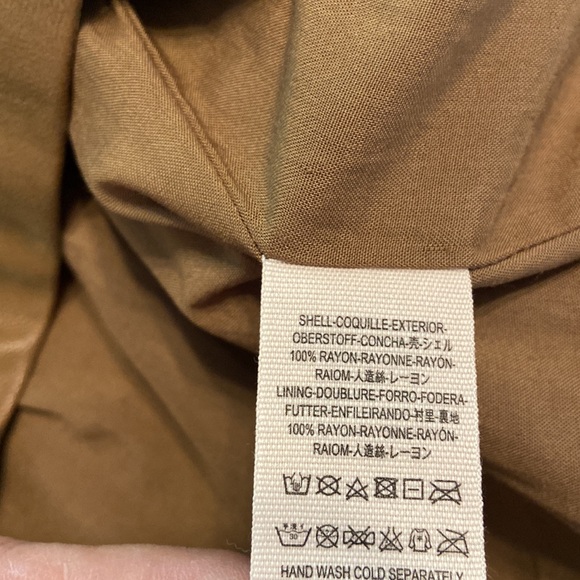 SHELL-COQUILLE-EXTERIOR-
OBERSTOFF-CONCHA-売-シェル
100% RAYON-RAYONNE-RAYÓN-
RAIOM-人造絲-レーヨン
LINING-DOUBLURE-FORRO-FODERA-
FUTTER-ENFILEIRANDO-衬里-裏地
100% RAYON-RAYONNE-RAYÓN-
RAIOM-人造絲-レーヨン
30
HAND WASH COLD SEPARATELY